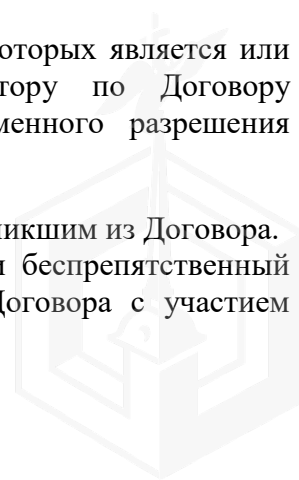 оторых является или
тору по Договору
менного разрешения
икшим из Договора.
и беспрепятственный
Договора с участием